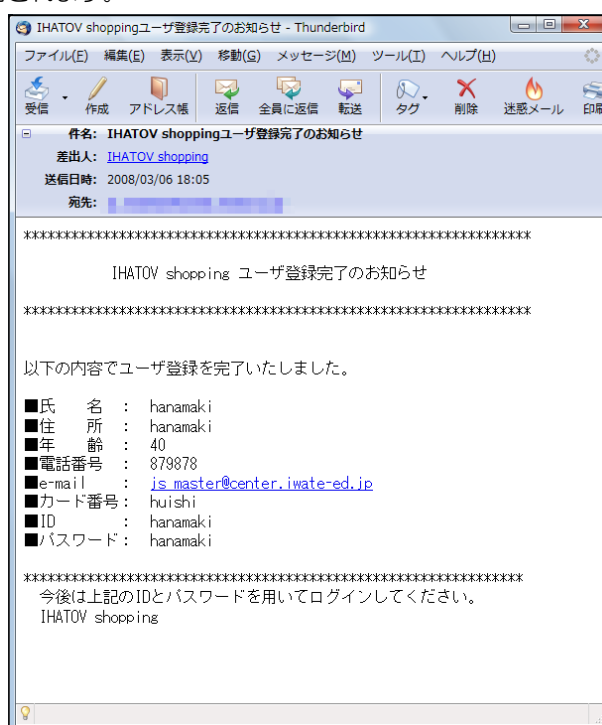 されます。
IHATOV shoppingユーザ登録完了のお知らせ - Thunderbird
ファイル(F) 編集(E) 表示(V) 移動(G) メッセージ(M) ツール(T) ヘルプ(H)
受信 作成 アドレス帳 返信 全員に返信 転送 タグ 削除 迷惑メール 印刷
件名: IHATOV shoppingユーザ登録完了のお知らせ
差出人: IHATOV shopping
送信日時: 2008/03/06 18:05
宛先:
****************************************************************
IHATOV shopping ユーザ登録完了のお知らせ
****************************************************************
以下の内容でユーザ登録を完了いたしました。
■氏 名 : hanamaki
■住 所 : hanamaki
■年 齢 : 40
■電話番号 : 879878
■e-mail : js_master@center.iwate-ed.jp
■カード番号: huishi
■ID : hanamaki
■パスワード: hanamaki
***************************************************************
今後は上記のIDとパスワードを用いてログインしてください。
IHATOV shopping